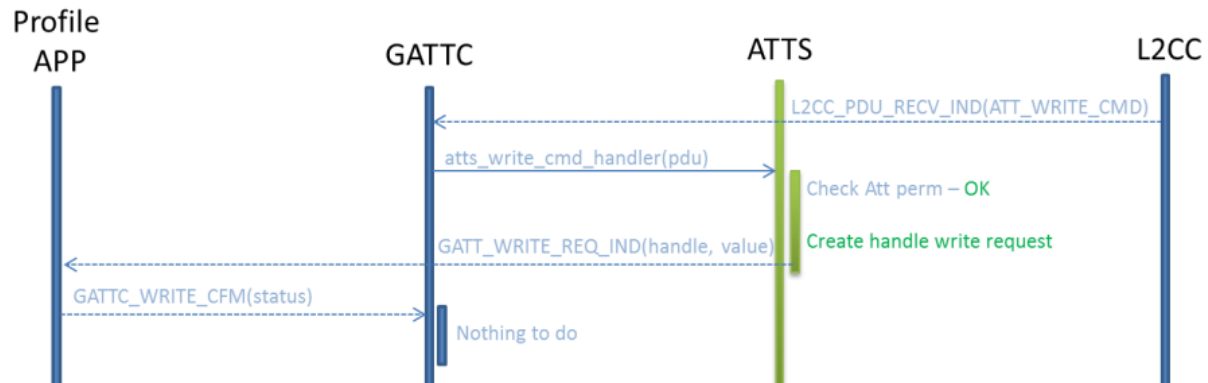 Profile
APP
GATTC
ATTS
L2CC
L2CC_PDU_RECV_IND(ATT_WRITE_CMD)
atts_write_cmd_handler(pdu)
Check Att perm – OK
Create handle write request
GATT_WRITE_REQ_IND(handle, value)
GATTC_WRITE_CFM(status)
Nothing to do